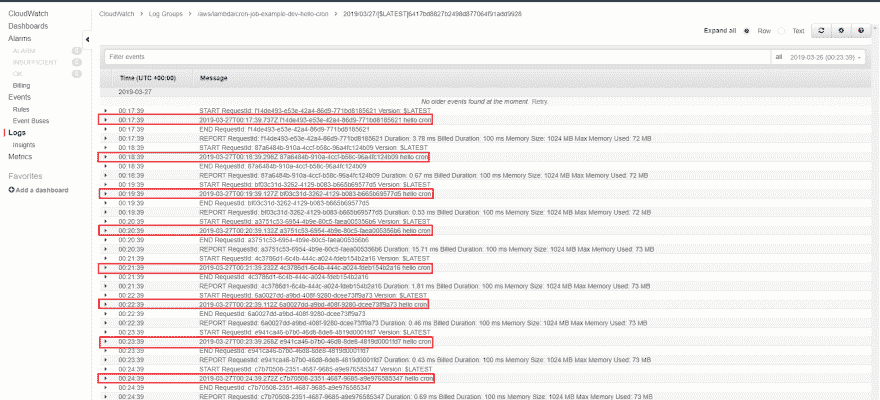 CloudWatch
Dashboards
Alarms
ALARM 0
INSUFFICIENT 0
OK 0
Billing
Events
Rules
Event Buses
Logs
Insights
Metrics
Favorites
Add a dashboard
CloudWatch > Log Groups > /aws/lambda/cron-job-example-dev-hello-cron > 2019/03/27/[$LATEST]
Expand all Row Text
Filter events all 2019-03-26 (00:23:39)
Time (UTC +00:00) Message
2019-03-27
No older events found at the moment. Retry.
00:17:39 START RequestId: f14de493-e53e-42a4-86d9-771bd8185621 Version: $LATEST
00:17:39 2019-03-27T00:17:39.737Z f14de493-e53e-42a4-86d9-771bd8185621 hello cron
00:17:39 END RequestId: f14de493-e53e-42a4-86d9-771bd8185621
00:17:39 REPORT RequestId: f14de493-e53e-42a4-86d9-771bd8185621 Duration: 3.78 ms Billed Duration: 100 ms Memory Size: 1024 MB Max Memory Used: 72 MB
00:18:39 START RequestId: 87a6484b-910a-4ccf-b58c-96a4fc124b09 Version: $LATEST
00:18:39 2019-03-27T00:18:39.296Z 87a6484b-910a-4ccf-b58c-96a4fc124b09 hello cron
00:18:39 END RequestId: 87a6484b-910a-4ccf-b58c-96a4fc124b09
00:18:39 REPORT RequestId: 87a6484b-910a-4ccf-b58c-96a4fc124b09 Duration: 0.67 ms Billed Duration: 100 ms Memory Size: 1024 MB Max Memory Used: 72 MB
00:19:39 START RequestId: bf03c31d-3262-4129-b083-b665b69577d5 Version: $LATEST
00:19:39 2019-03-27T00:19:39.127Z bf03c31d-3262-4129-b083-b665b69577d5 hello cron
00:19:39 END RequestId: bf03c31d-3262-4129-b083-b665b69577d5
00:19:39 REPORT RequestId: bf03c31d-3262-4129-b083-b665b69577d5 Duration: 0.53 ms Billed Duration: 100 ms Memory Size: 1024 MB Max Memory Used: 72 MB
00:20:39 START RequestId: a3751c53-6954-4b9e-80c5-faea005356b6 Version: $LATEST
00:20:39 2019-03-27T00:20:39.132Z a3751c53-6954-4b9e-80c5-faea005356b6 hello cron
00:20:39 END RequestId: a3751c53-6954-4b9e-80c5-faea005356b6
00:20:39 REPORT RequestId: a3751c53-6954-4b9e-80c5-faea005356b6 Duration: 15.71 ms Billed Duration: 100 ms Memory Size: 1024 MB Max Memory Used: 73 MB
00:21:39 START RequestId: 4c3786d1-6c4b-444c-a024-fdeb154b2a16 Version: $LATEST
00:21:39 2019-03-27T00:21:39.232Z 4c3786d1-6c4b-444c-a024-fdeb154b2a16 hello cron
00:21:39 END RequestId: 4c3786d1-6c4b-444c-a024-fdeb154b2a16
00:21:39 REPORT RequestId: 4c3786d1-6c4b-444c-a024-fdeb154b2a16 Duration: 1.81 ms Billed Duration: 100 ms Memory Size: 1024 MB Max Memory Used: 73 MB
00:22:39 START RequestId: 6a0027dd-a9bd-408f-9280-dcee73ff9a73 Version: $LATEST
00:22:39 2019-03-27T00:22:39.112Z 6a0027dd-a9bd-408f-9280-dcee73ff9a73 hello cron
00:22:39 END RequestId: 6a0027dd-a9bd-408f-9280-dcee73ff9a73
00:22:39 REPORT RequestId: 6a0027dd-a9bd-408f-9280-dcee73ff9a73 Duration: 0.46 ms Billed Duration: 100 ms Memory Size: 1024 MB Max Memory Used: 73 MB
00:23:39 START RequestId: e941ca46-b7b0-46d8-8de8-4819d0001fd7 Version: $LATEST
00:23:39 2019-03-27T00:23:39.268Z e941ca46-b7b0-46d8-8de8-4819d0001fd7 hello cron
00:23:39 END RequestId: e941ca46-b7b0-46d8-8de8-4819d0001fd7
00:23:39 REPORT RequestId: e941ca46-b7b0-46d8-8de8-4819d0001fd7 Duration: 0.43 ms Billed Duration: 100 ms Memory Size: 1024 MB Max Memory Used: 73 MB
00:24:39 START RequestId: c7b70508-2351-4687-9685-a9e976585347 Version: $LATEST
00:24:39 2019-03-27T00:24:39.272Z c7b70508-2351-4687-9685-a9e976585347 hello cron
00:24:39 END RequestId: c7b70508-2351-4687-9685-a9e976585347
00:24:39 REPORT RequestId: c7b70508-2351-4687-9685-a9e976585347 Duration: 0.69 ms Billed Duration: 100 ms Memory Size: 1024 MB Max Memory Used: 73 MB